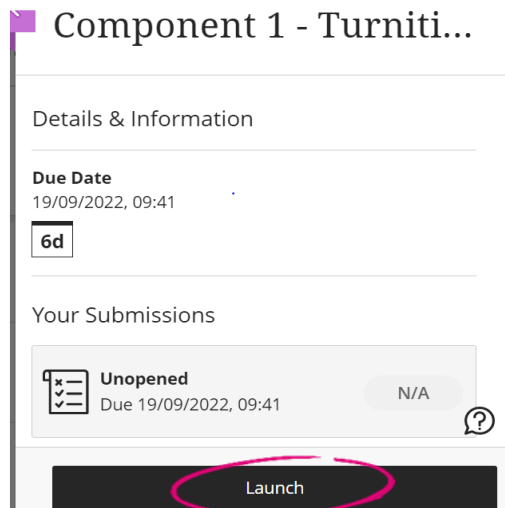 Component 1 - Turniti...
Details & Information
Due Date
19/09/2022, 09:41
6d
Your Submissions
Unopened
Due 19/09/2022, 09:41
N/A
Launch